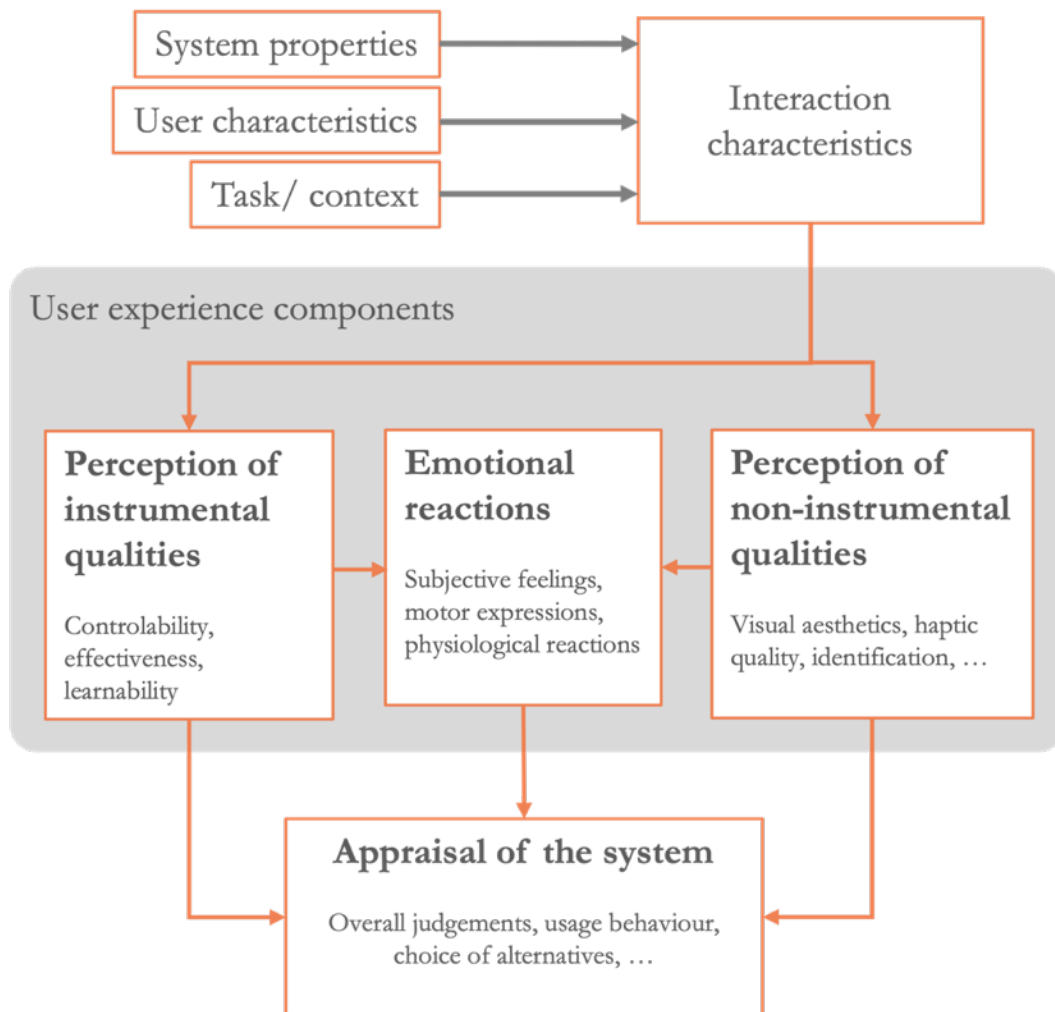 System properties
User characteristics
Task/ context
Interaction
characteristics
User experience components
Perception of
instrumental
qualities
Controlability,
effectiveness,
learnability
Emotional
reactions
Subjective feelings,
motor expressions,
physiological reactions
Perception of
non-instrumental
qualities
Visual aesthetics, haptic
quality, identification, …
Appraisal of the system
Overall judgements, usage behaviour,
choice of alternatives, …